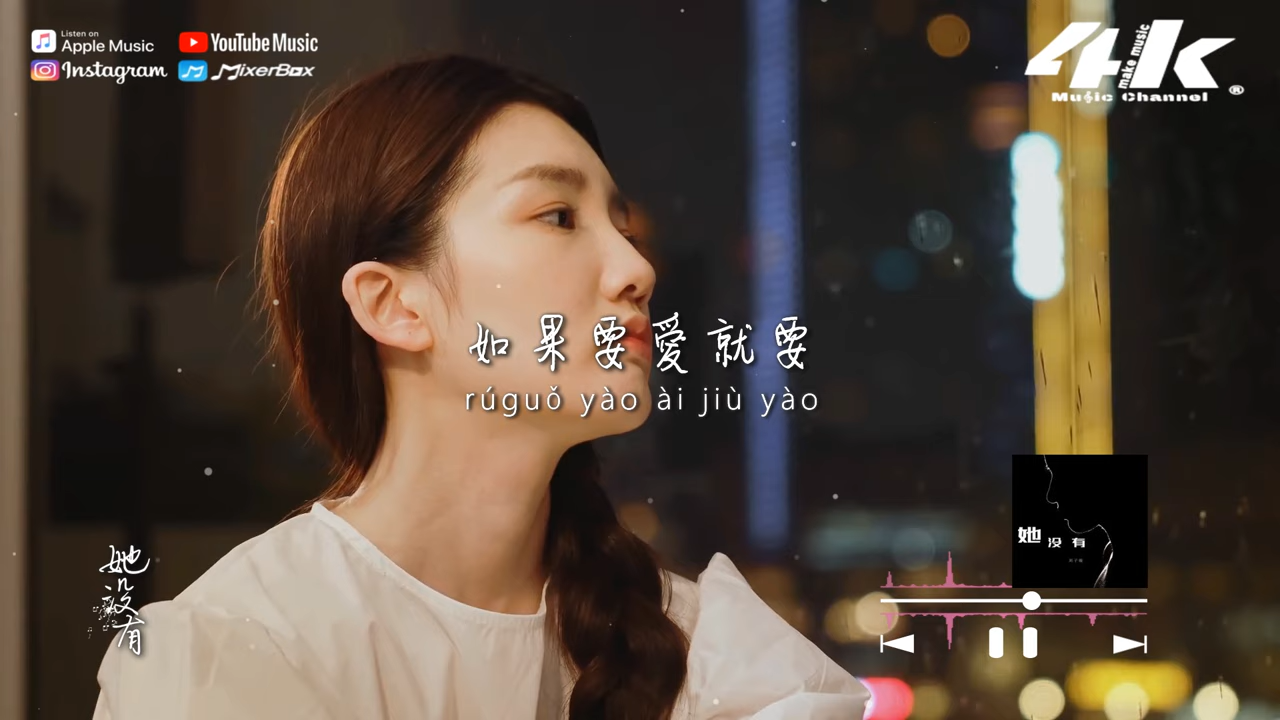 Listen on
Apple Music
YouTube Music
Instagram
MixerBox
4k
make music
Music Channel
®
如果要愛就要
rúguǒ yào ài jiù yào
她没有
她没有